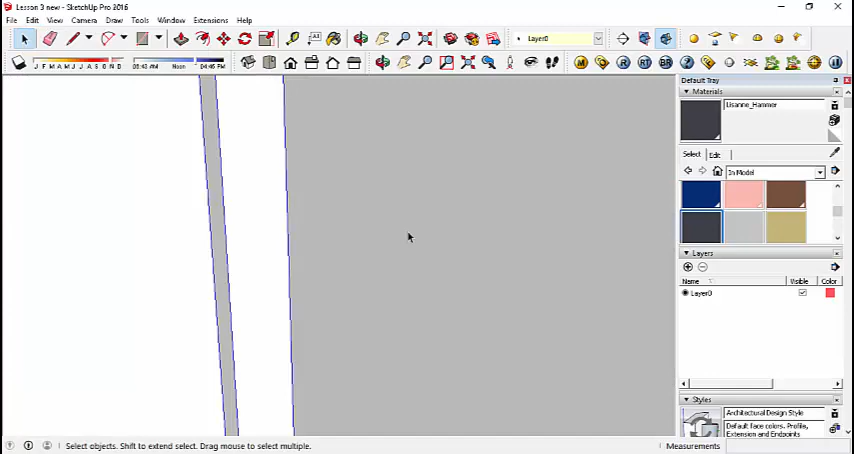 Lesson 3 new - SketchUp Pro 2016
File Edit View Camera Draw Tools Window Extensions Help
Layer0
J F M A M J J A S O N D 06:43 AM Noon 04:45 PM
Default Tray
Materials
Lisanne_Hammer
Select Edit
In Model
Layers
Name Visible Color
Layer0
Styles
Architectural Design Style
Default face colors. Profile,
Extension and Endpoints
Select objects. Shift to extend select. Drag mouse to select multiple.
Measurements